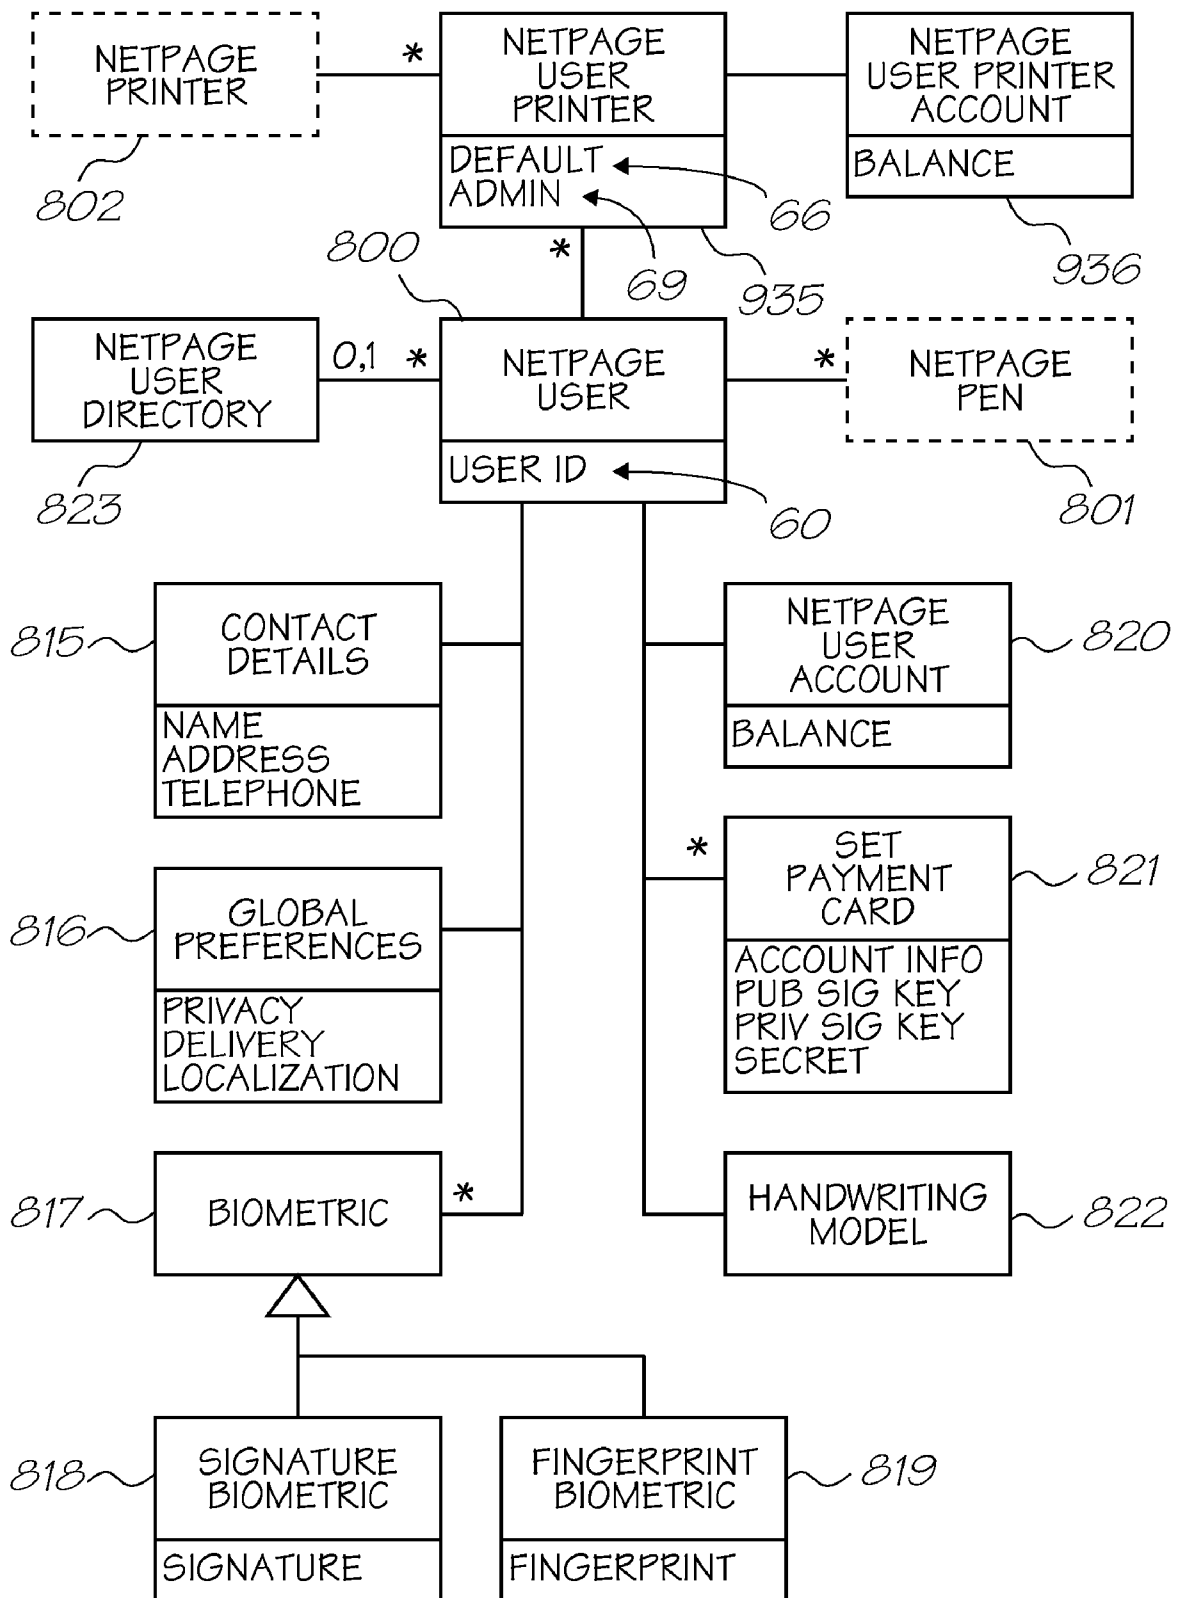 NETPAGE
PRINTER
802
*
NETPAGE
USER
PRINTER
DEFAULT
ADMIN
66
69
935
NETPAGE
USER PRINTER
ACCOUNT
BALANCE
936
*
800
NETPAGE
USER
DIRECTORY
823
0,1 *
NETPAGE
USER
USER ID
60
*
NETPAGE
PEN
801
815
CONTACT
DETAILS
NAME
ADDRESS
TELEPHONE
NETPAGE
USER
ACCOUNT
BALANCE
820
816
GLOBAL
PREFERENCES
PRIVACY
DELIVERY
LOCALIZATION
*
SET
PAYMENT
CARD
ACCOUNT INFO
PUB SIG KEY
PRIV SIG KEY
SECRET
821
817
BIOMETRIC
*
HANDWRITING
MODEL
822
818
SIGNATURE
BIOMETRIC
SIGNATURE
FINGERPRINT
BIOMETRIC
FINGERPRINT
819